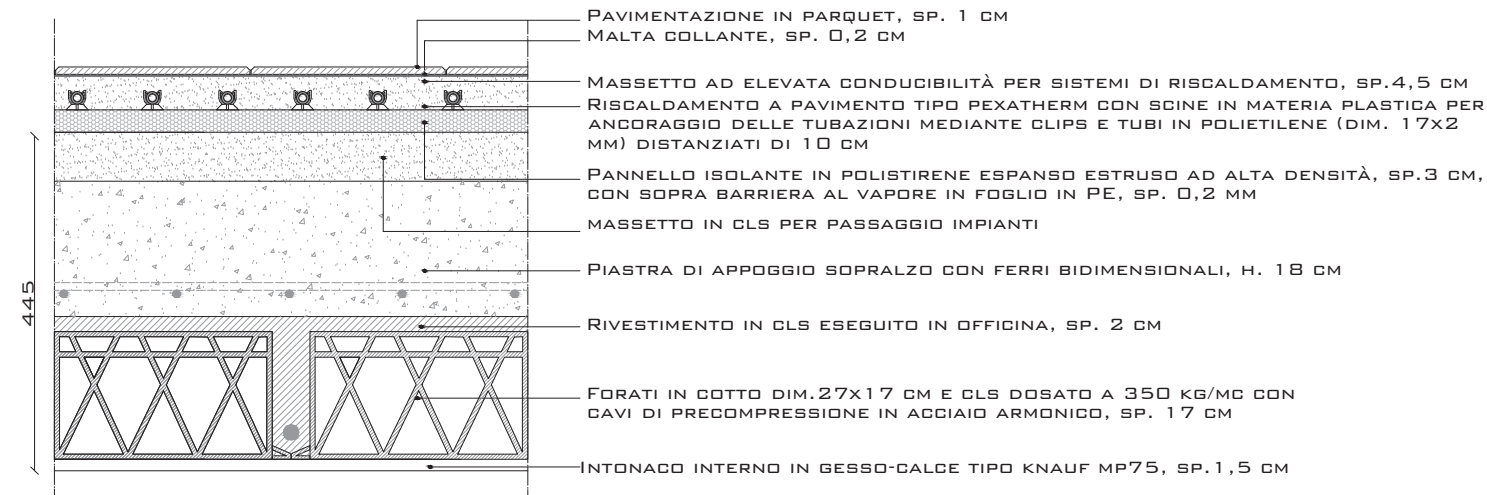 PAVIMENTAZIONE IN PARQUET, SP. 1 CM
MALTA COLLANTE, SP. 0,2 CM
MASSETTO AD ELEVATA CONDUCIBILITÀ PER SISTEMI DI RISCALDAMENTO, SP.4,5 CM
RISCALDAMENTO A PAVIMENTO TIPO PEXATHERM CON SCINE IN MATERIA PLASTICA PER
ANCORAGGIO DELLE TUBAZIONI MEDIANTE CLIPS E TUBI IN POLIETILENE (DIM. 17X2
MM) DISTANZIATI DI 10 CM
PANNELLO ISOLANTE IN POLISTIRENE ESPANSO ESTRUSO AD ALTA DENSITÀ, SP.3 CM,
CON SOPRA BARRIERA AL VAPORE IN FOGLIO IN PE, SP. 0,2 MM
MASSETTO IN CLS PER PASSAGGIO IMPIANTI
PIASTRA DI APPOGGIO SOPRALZO CON FERRI BIDIMENSIONALI, H. 18 CM
445
RIVESTIMENTO IN CLS ESEGUITO IN OFFICINA, SP. 2 CM
FORATI IN COTTO DIM.27X17 CM E CLS DOSATO A 350 KG/MC CON
CAVI DI PRECOMPRESSIONE IN ACCIAIO ARMONICO, SP. 17 CM
INTONACO INTERNO IN GESSO-CALCE TIPO KNAUF MP75, SP.1,5 CM